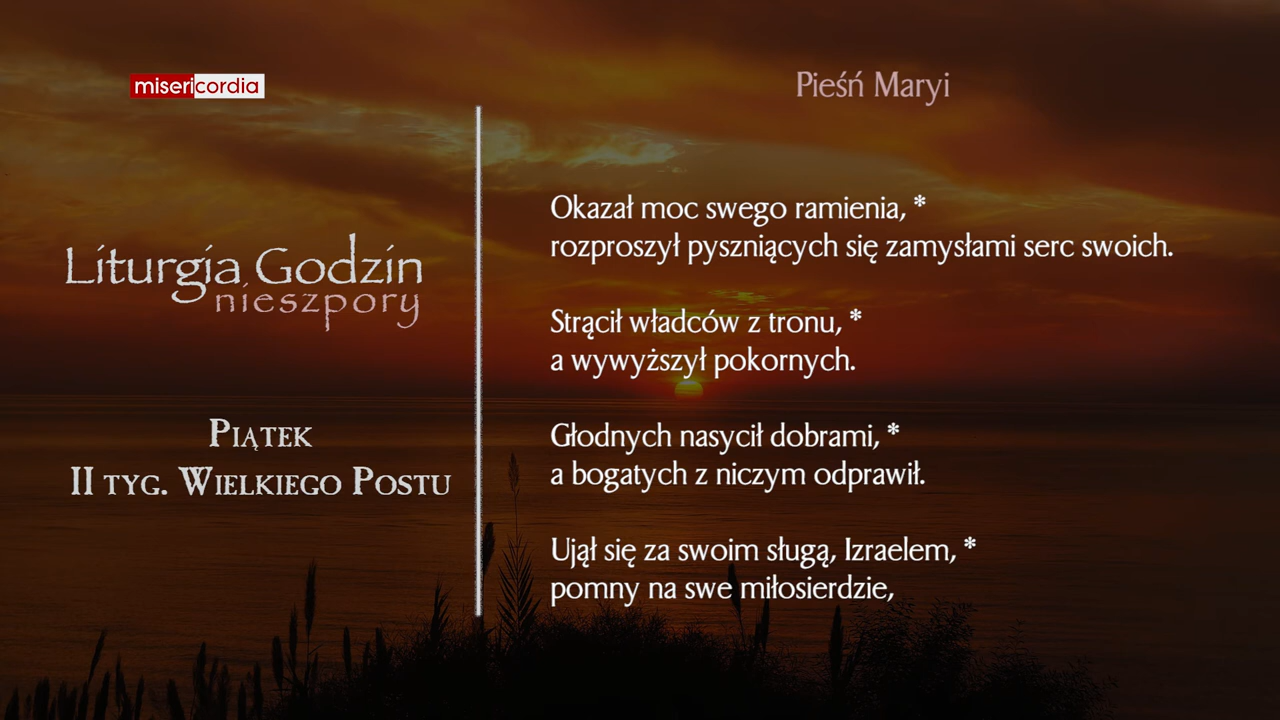 misericordia
Pieśń Maryi
Liturgia Godzin
nieszpory
Piątek
II tyg. Wielkiego Postu
Okazał moc swego ramienia, *
rozproszył pyszniących się zamysłami serc swoich.
Strącił władców z tronu, *
a wywyższył pokornych.
Głodnych nasycił dobrami, *
a bogatych z niczym odprawił.
Ujął się za swoim sługą, Izraelem, *
pomny na swe miłosierdzie,